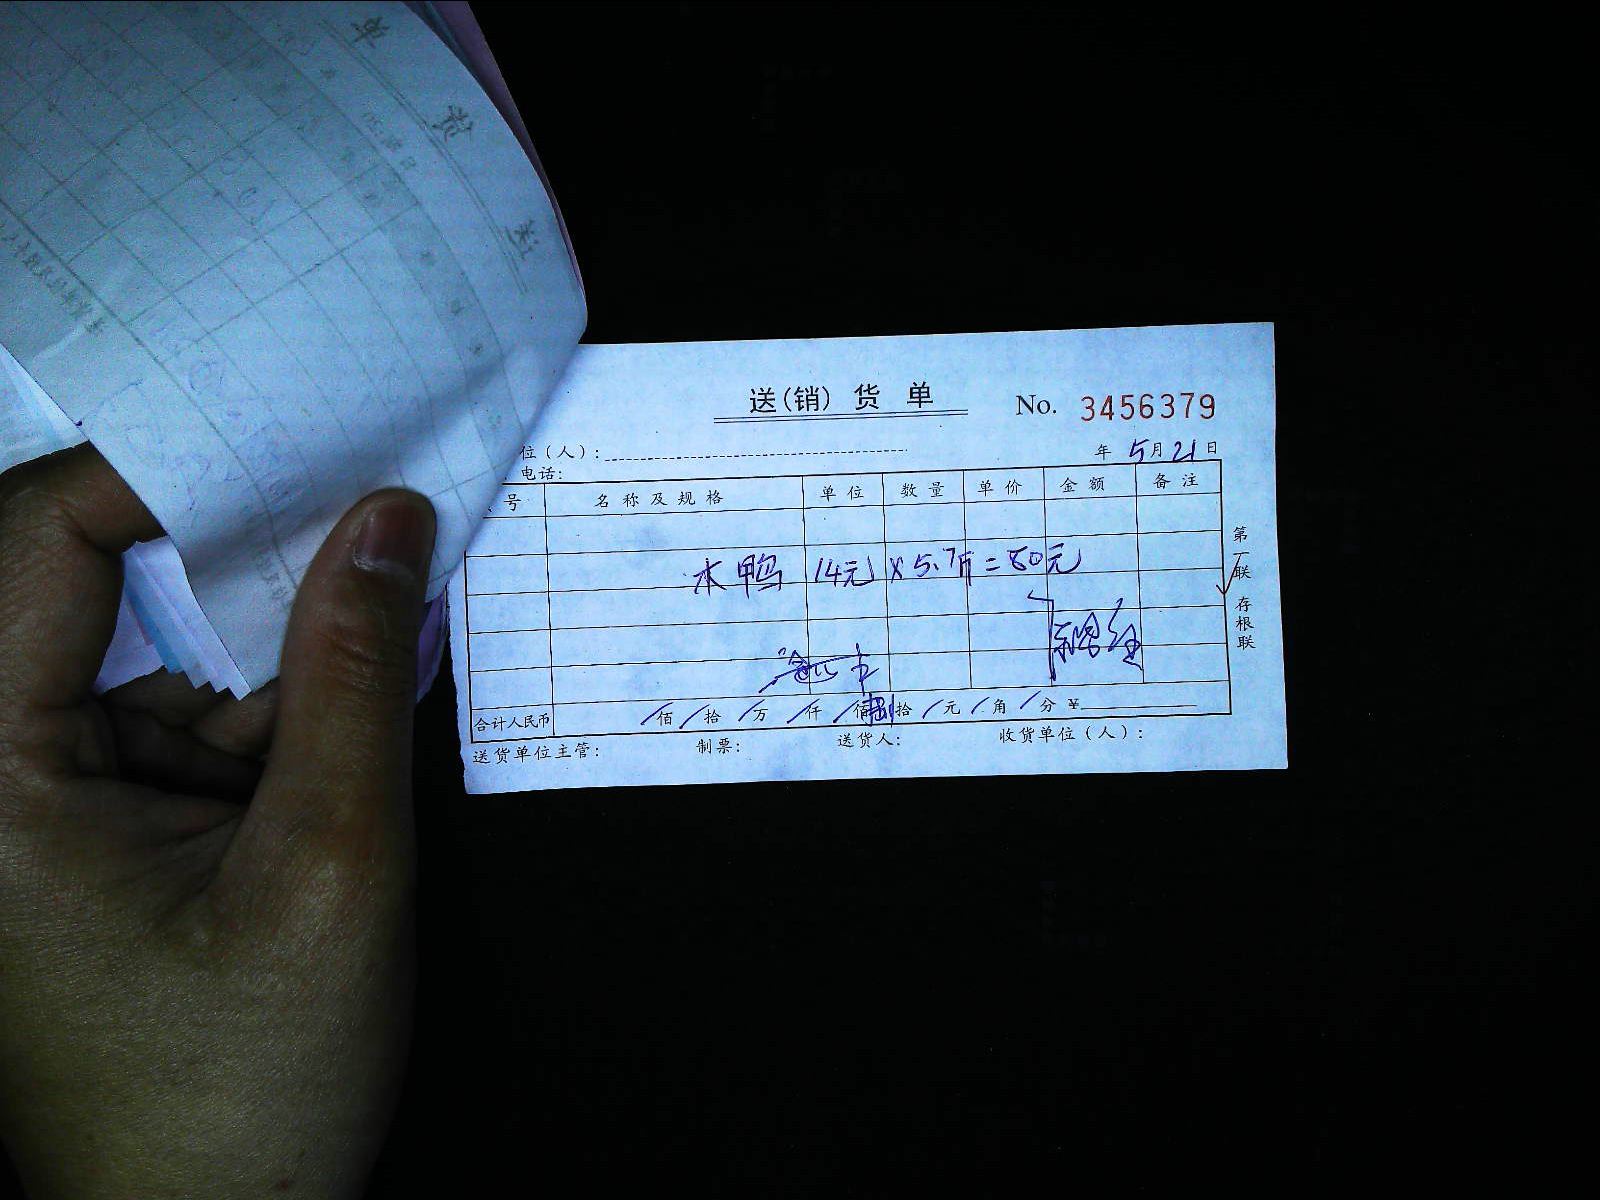 送(销)货单 No. 3456379
位(人):
年 5月21日
电话:
号 名称及规格 单位 数量 单价 金额 备注
木鸭 14元 × 5.7斤 = 80元
第一联 存根联
合计人民币 佰 拾 万 仟 佰 拾 元 角 分 ¥
送货单位主管: 制票: 送货人: 收货单位(人):